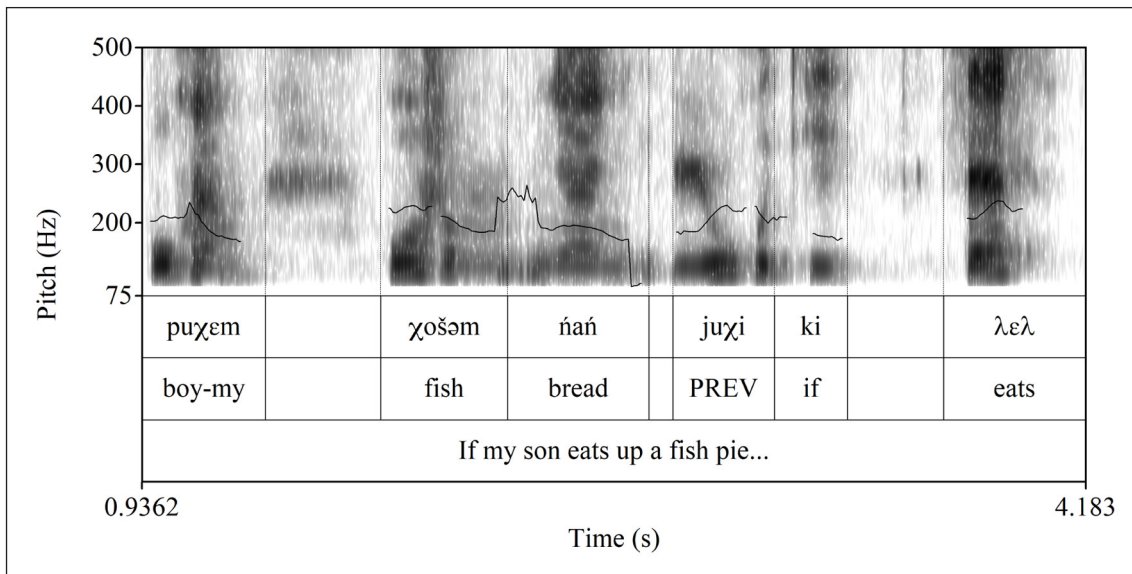 500
400
300
200
75
Pitch (Hz)
puχɛm χošəm ńań juχi ki λɛλ
boy-my fish bread PREV if eats
If my son eats up a fish pie...
0.9362 4.183
Time (s)